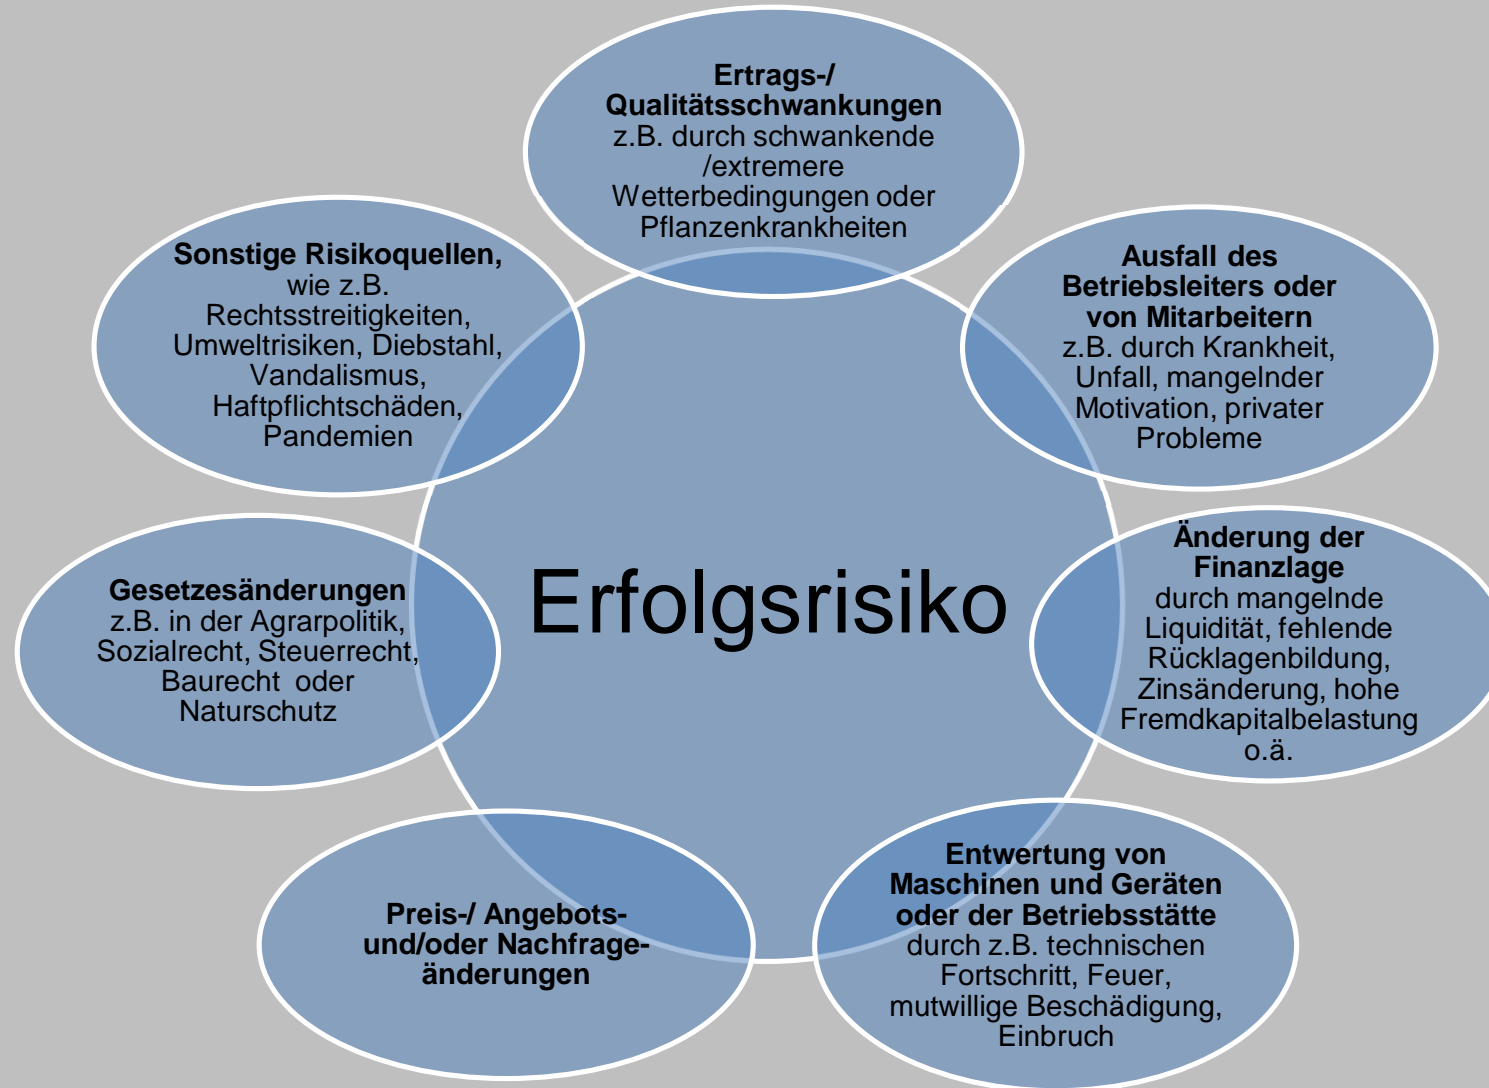 Ertrags-/
Qualitätsschwankungen
z.B. durch schwankende
/extremere
Wetterbedingungen oder
Pflanzenkrankheiten
Ausfall des
Betriebsleiters oder
von Mitarbeitern
z.B. durch Krankheit,
Unfall, mangelnder
Motivation, privater
Probleme
Änderung der
Finanzlage
durch mangelnde
Liquidität, fehlende
Rücklagenbildung,
Zinsänderung, hohe
Fremdkapitalbelastung
o.ä.
Entwertung von
Maschinen und Geräten
oder der Betriebsstätte
durch z.B. technischen
Fortschritt, Feuer,
mutwillige Beschädigung,
Einbruch
Preis-/ Angebots-
und/oder Nachfrage-
änderungen
Gesetzesänderungen
z.B. in der Agrarpolitik,
Sozialrecht, Steuerrecht,
Baurecht oder
Naturschutz
Sonstige Risikoquellen,
wie z.B.
Rechtsstreitigkeiten,
Umweltrisiken, Diebstahl,
Vandalismus,
Haftpflichtschäden,
Pandemien
Erfolgsrisiko